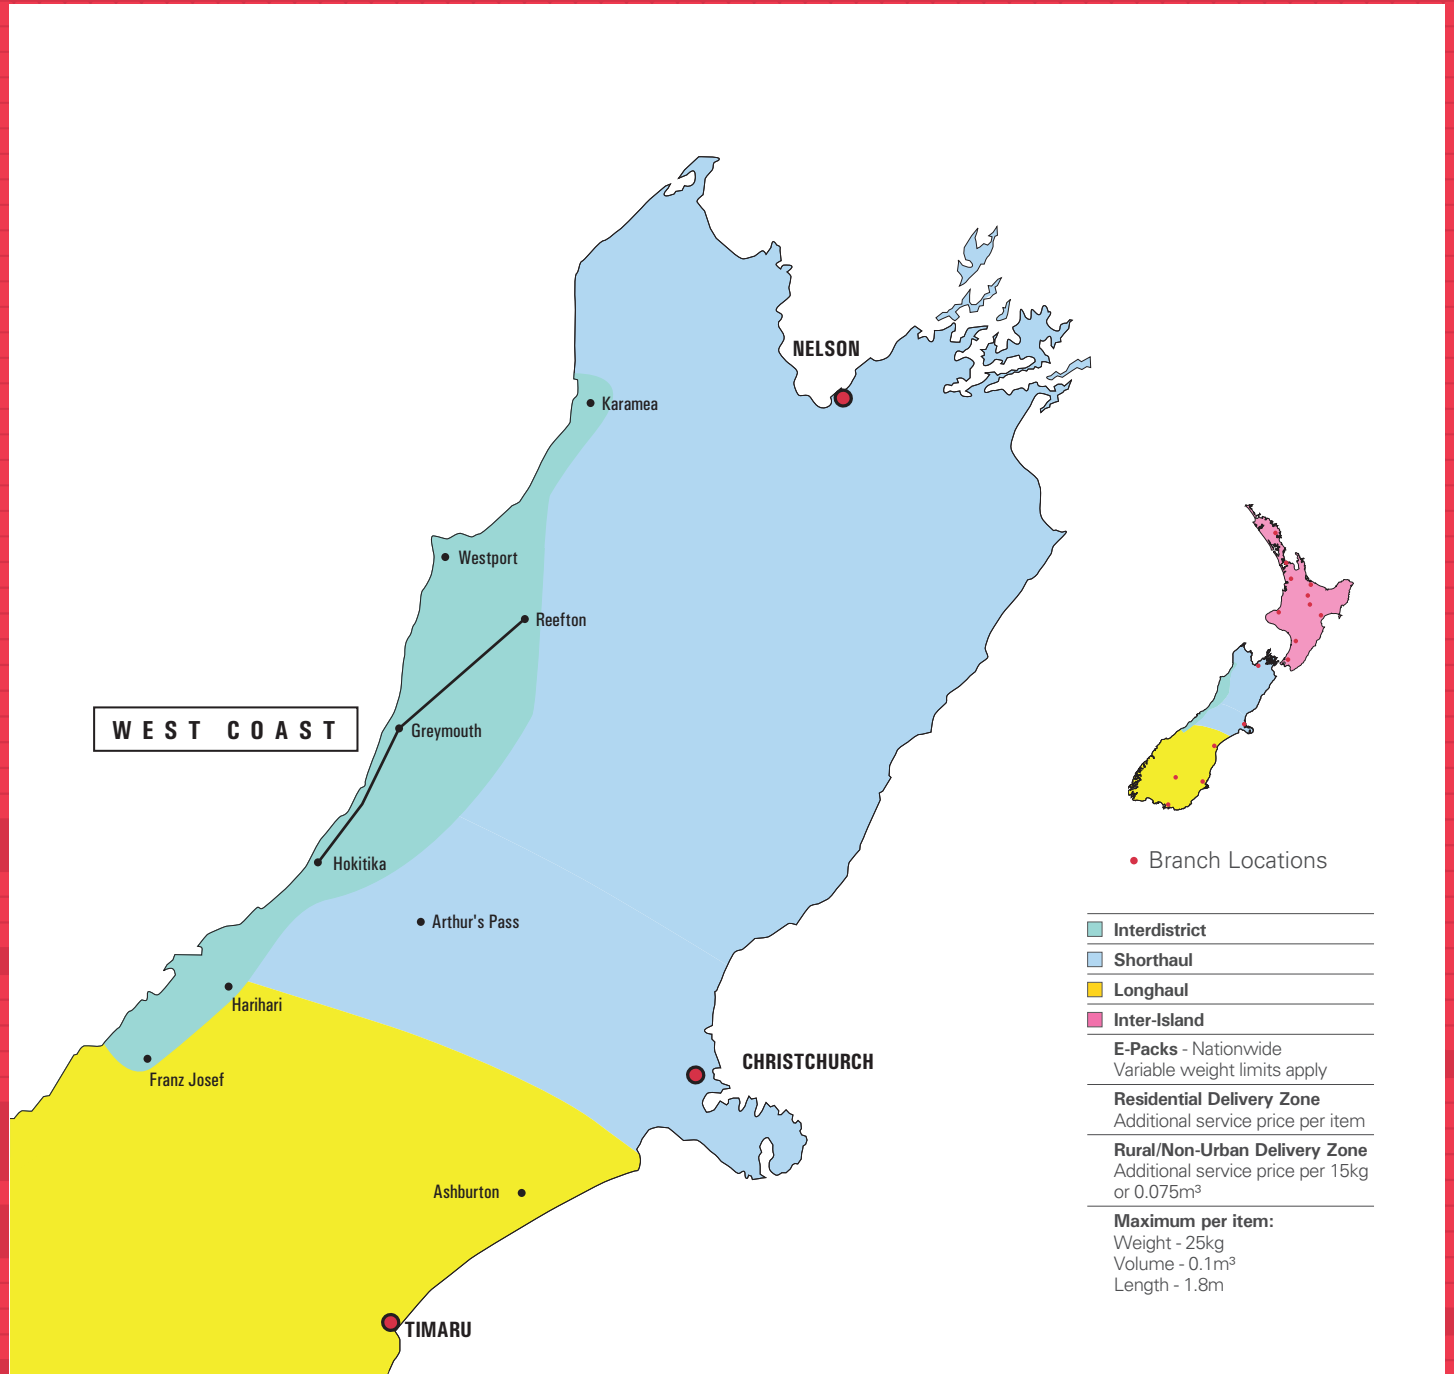 NELSON
Karamea
Westport
Reefton
WEST COAST
Greymouth
Hokitika
Arthur's Pass
Harihari
Franz Josef
CHRISTCHURCH
Ashburton
TIMARU
Branch Locations
Interdistrict
Shorthaul
Longhaul
Inter-Island
E-Packs - Nationwide
Variable weight limits apply
Residential Delivery Zone
Additional service price per item
Rural/Non-Urban Delivery Zone
Additional service price per 15kg
or 0.075m³
Maximum per item:
Weight - 25kg
Volume - 0.1m³
Length - 1.8m